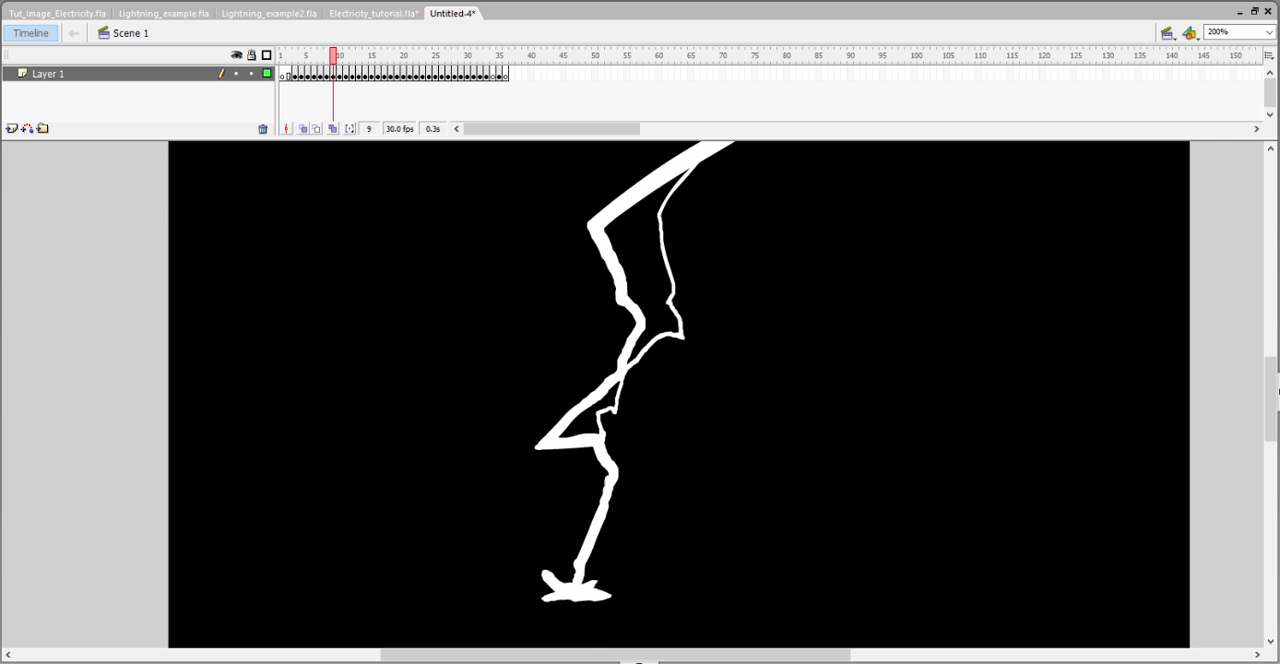 Tut_Image_Electricity.fla Lightning_example.fla Lightning_example2.fla Electricity_tutorial.fla* Untitled-4*
Timeline Scene 1 200%
1 5 10 15 20 25 30 35 40 45 50 55 60 65 70 75 80 85 90 95 100 105 110 115 120 125 130 135 140 145 150
Layer 1
9 30.0 fps 0.3s